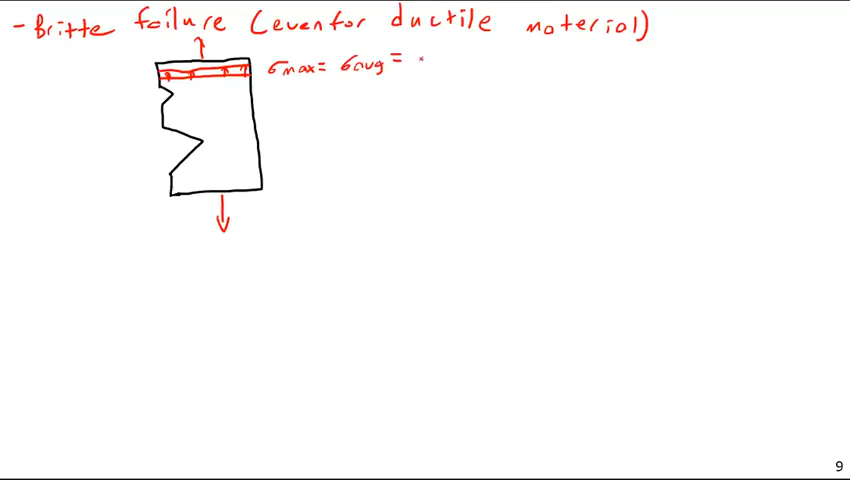 - Britte failure (even for ductile material)
σmax = σavg =
9